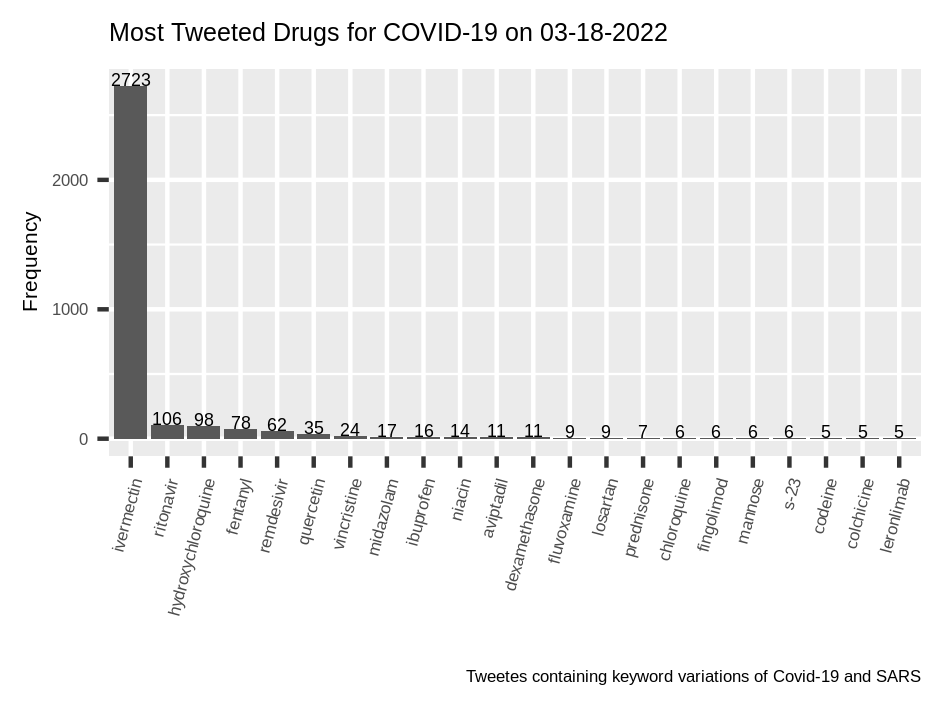 Most Tweeted Drugs for COVID-19 on 03-18-2022
Frequency
2000
1000
0
2723
106
98
78
62
35
24
17
16
14
11
11
9
9
7
6
6
6
6
5
5
5
ivermectin
ritonavir
hydroxychloroquine
fentanyl
remdesivir
quercetin
vincristine
midazolam
ibuprofen
niacin
aviptadil
dexamethasone
fluvoxamine
losartan
prednisone
chloroquine
fingolimod
mannose
s-23
codeine
colchicine
leronlimab
Tweetes containing keyword variations of Covid-19 and SARS